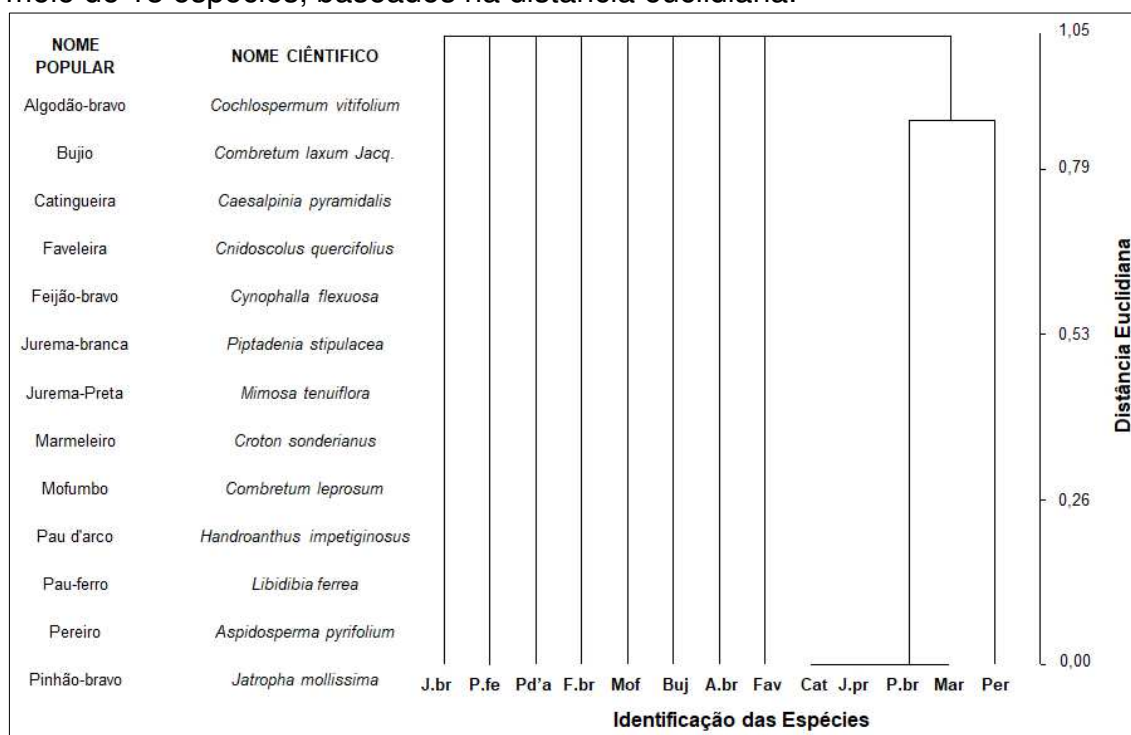 meio de 13 espécies, baseados na distância euclidiana.
NOME POPULAR NOME CIÊNTIFICO
Algodão-bravo Cochlospermum vitifolium
Bujio Combretum laxum Jacq.
Catingueira Caesalpinia pyramidalis
Faveleira Cnidoscolus quercifolius
Feijão-bravo Cynophalla flexuosa
Jurema-branca Piptadenia stipulacea
Jurema-Preta Mimosa tenuiflora
Marmeleiro Croton sonderianus
Mofumbo Combretum leprosum
Pau d'arco Handroanthus impetiginosus
Pau-ferro Libidibia ferrea
Pereiro Aspidosperma pyrifolium
Pinhão-bravo Jatropha mollissima
J.br P.fe Pd'a F.br Mof Buj A.br Fav Cat J.pr P.br Mar Per
Identificação das Espécies
1,05
0,79
0,53
0,26
0,00
Distância Euclidiana